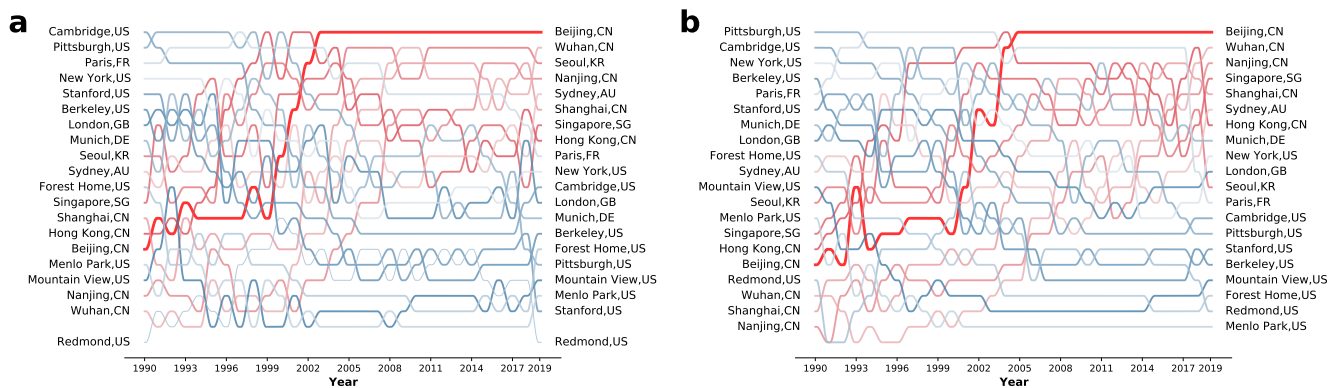 a
Cambridge,US
Pittsburgh,US
Paris,FR
New York,US
Stanford,US
Berkeley,US
London,GB
Munich,DE
Seoul,KR
Sydney,AU
Forest Home,US
Singapore,SG
Shanghai,CN
Hong Kong,CN
Beijing,CN
Menlo Park,US
Mountain View,US
Nanjing,CN
Wuhan,CN
Redmond,US
Beijing,CN
Wuhan,CN
Seoul,KR
Nanjing,CN
Sydney,AU
Shanghai,CN
Singapore,SG
Hong Kong,CN
Paris,FR
New York,US
Cambridge,US
London,GB
Munich,DE
Berkeley,US
Forest Home,US
Pittsburgh,US
Mountain View,US
Menlo Park,US
Stanford,US
Redmond,US
1990 1993 1996 1999 2002 2005 2008 2011 2014 2017 2019
Year
b
Pittsburgh,US
Cambridge,US
New York,US
Berkeley,US
Paris,FR
Stanford,US
Munich,DE
London,GB
Forest Home,US
Sydney,AU
Mountain View,US
Seoul,KR
Menlo Park,US
Singapore,SG
Hong Kong,CN
Beijing,CN
Redmond,US
Wuhan,CN
Shanghai,CN
Nanjing,CN
Beijing,CN
Wuhan,CN
Nanjing,CN
Singapore,SG
Shanghai,CN
Sydney,AU
Hong Kong,CN
Munich,DE
New York,US
London,GB
Seoul,KR
Paris,FR
Cambridge,US
Pittsburgh,US
Stanford,US
Berkeley,US
Mountain View,US
Forest Home,US
Redmond,US
Menlo Park,US
1990 1993 1996 1999 2002 2005 2008 2011 2014 2017 2019
Year